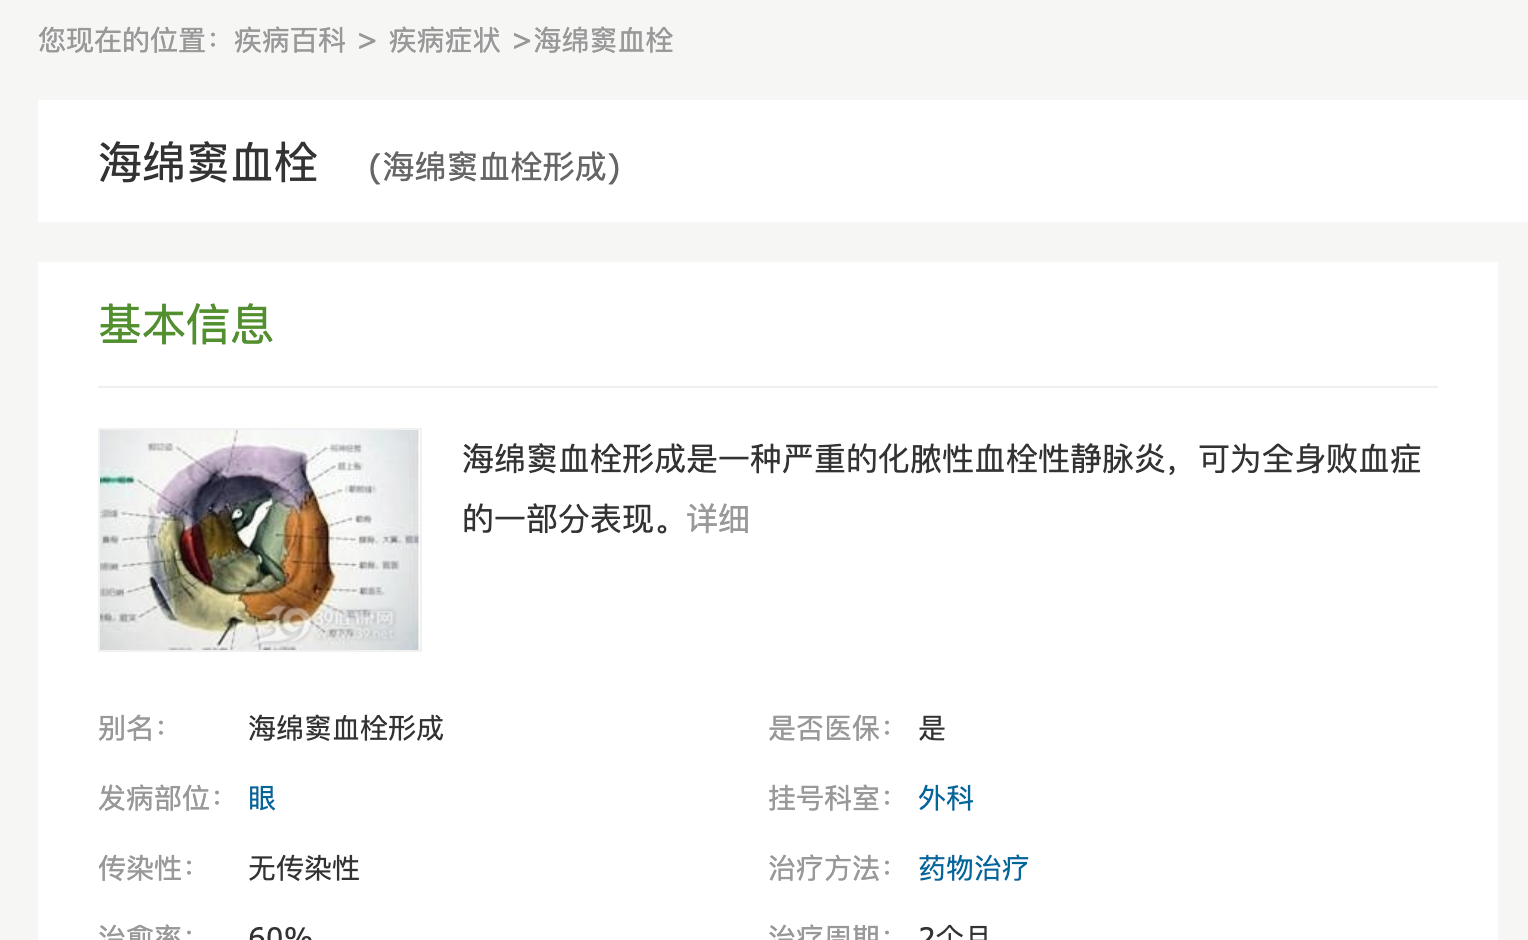 您现在的位置：疾病百科 > 疾病症状 >海绵窦血栓
海绵窦血栓 (海绵窦血栓形成)
基本信息
海绵窦血栓形成是一种严重的化脓性血栓性静脉炎，可为全身败血症
的一部分表现。详细
别名： 海绵窦血栓形成 是否医保： 是
发病部位： 眼 挂号科室： 外科
传染性： 无传染性 治疗方法： 药物治疗
治愈率： 60% 治疗周期： 2个月